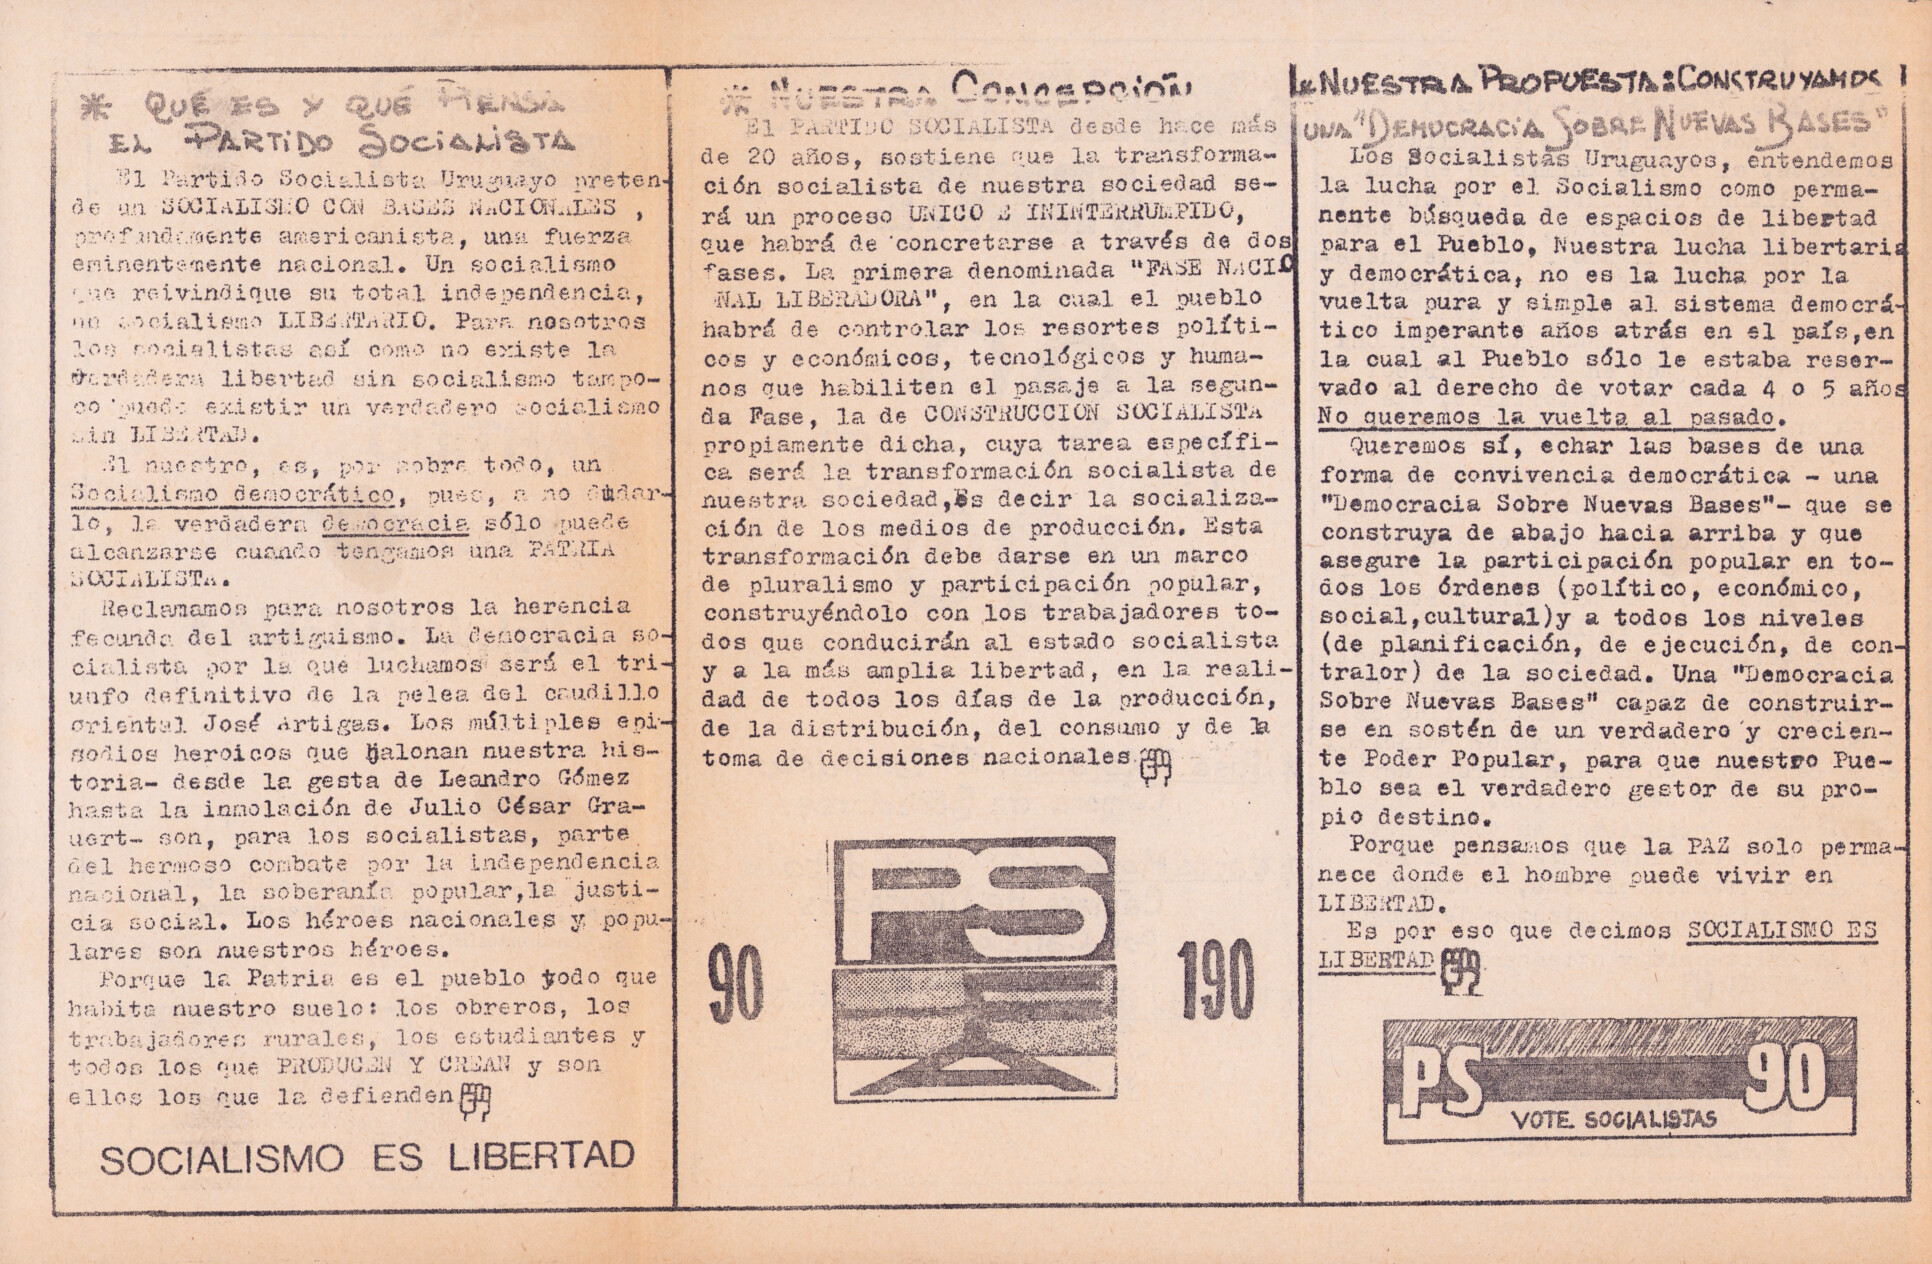 * QUÉ ES Y QUÉ PIENSA
EL PARTIDO SOCIALISTA
El Partido Socialista Uruguayo preten-
de un SOCIALISMO CON BASES NACIONALES ,
profundamente americanista, una fuerza
eminentemente nacional. Un socialismo
que reivindique su total independencia,
un socialismo LIBERTARIO. Para nosotros
los socialistas así como no existe la
verdadera libertad sin socialismo tampo-
co puede existir un verdadero socialismo
sin LIBERTAD.
El nuestro, es, por sobre todo, un
Socialismo democrático, pues, a no dudar-
lo, la verdadera democracia sólo puede
alcanzarse cuando tengamos una PATRIA
SOCIALISTA.
Reclamamos para nosotros la herencia
fecunda del artiguismo. La democracia so-
cialista por la que luchamos será el tri-
unfo definitivo de la pelea del caudillo
oriental José Artigas. Los múltiples epi-
sodios heroicos que jalonan nuestra his-
toria- desde la gesta de Leandro Gómez
hasta la inmolación de Julio César Gra-
uert- son, para los socialistas, parte
del hermoso combate por la independencia
nacional, la soberanía popular,la justi-
cia social. Los héroes nacionales y popu-
lares son nuestros héroes.
Porque la Patria es el pueblo todo que
habita nuestro suelo: los obreros, los
trabajadores rurales, los estudiantes y
todos los que PRODUCEN Y CREAN y son
ellos los que la defienden
SOCIALISMO ES LIBERTAD
* NUESTRA CONCEPCIÓN
El PARTIDO SOCIALISTA desde hace más
de 20 años, sostiene que la transforma-
ción socialista de nuestra sociedad se-
rá un proceso UNICO E ININTERRUMPIDO,
que habrá de concretarse a través de dos
fases. La primera denominada "FASE NACIO
NAL LIBERADORA", en la cual el pueblo
habrá de controlar los resortes políti-
cos y económicos, tecnológicos y huma-
nos que habiliten el pasaje a la segun-
da Fase, la de CONSTRUCCION SOCIALISTA
propiamente dicha, cuya tarea específi-
ca será la transformación socialista de
nuestra sociedad,Es decir la socializa-
ción de los medios de producción. Esta
transformación debe darse en un marco
de pluralismo y participación popular,
construyéndolo con los trabajadores to-
dos que conducirán al estado socialista
y a la más amplia libertad, en la reali-
dad de todos los días de la producción,
de la distribución, del consumo y de la
toma de decisiones nacionales
PS
90
190
* NUESTRA PROPUESTA: CONSTRUYAMOS
UNA "DEMOCRACIA SOBRE NUEVAS BASES"
Los Socialistas Uruguayos, entendemos
la lucha por el Socialismo como perma-
nente búsqueda de espacios de libertad
para el Pueblo, Nuestra lucha libertaria
y democrática, no es la lucha por la
vuelta pura y simple al sistema democrá-
tico imperante años atrás en el país,en
la cual al Pueblo sólo le estaba reser-
vado al derecho de votar cada 4 o 5 años
No queremos la vuelta al pasado.
Queremos sí, echar las bases de una
forma de convivencia democrática - una
"Democracia Sobre Nuevas Bases"- que se
construya de abajo hacia arriba y que
asegure la participación popular en to-
dos los órdenes (político, económico,
social,cultural)y a todos los niveles
(de planificación, de ejecución, de con-
tralor) de la sociedad. Una "Democracia
Sobre Nuevas Bases" capaz de construir-
se en sostén de un verdadero y crecien-
te Poder Popular, para que nuestro Pue-
blo sea el verdadero gestor de su pro-
pio destino.
Porque pensamos que la PAZ solo perma-
nece donde el hombre puede vivir en
LIBERTAD.
Es por eso que decimos SOCIALISMO ES
LIBERTAD
PS 90
VOTE SOCIALISTAS